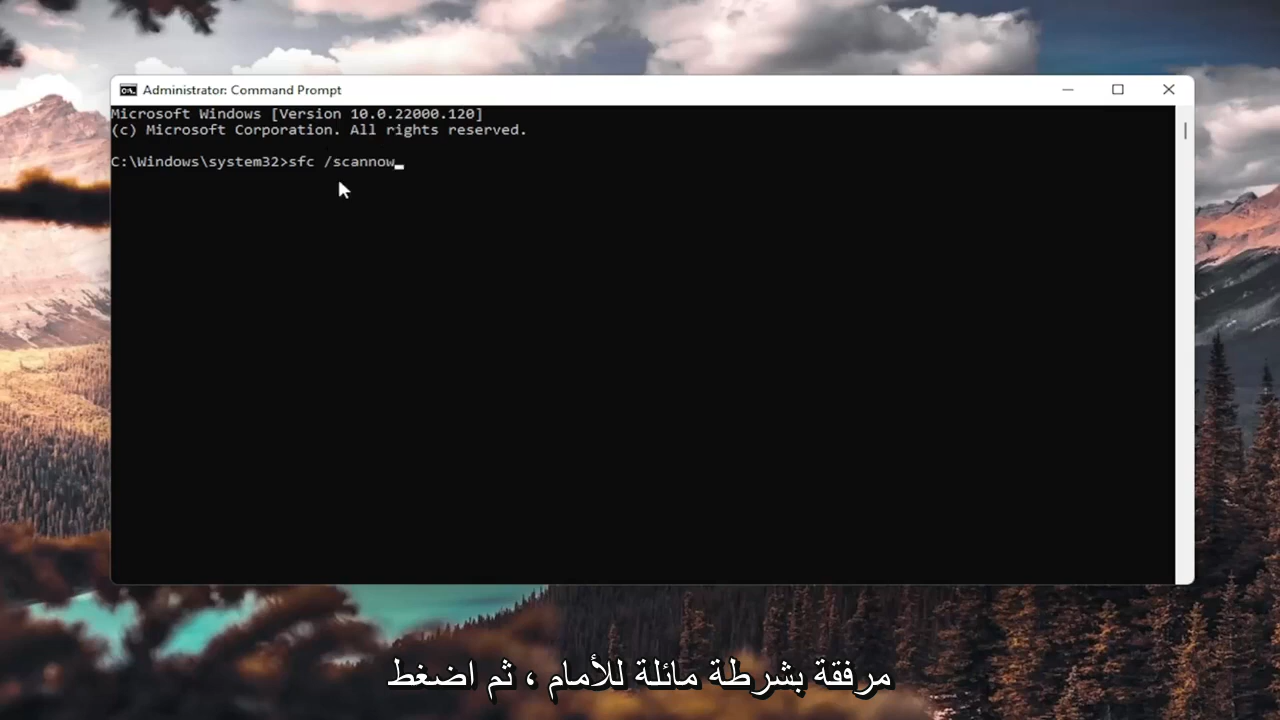 Administrator: Command Prompt
Microsoft Windows [Version 10.0.22000.120]
(c) Microsoft Corporation. All rights reserved.
C:\Windows\system32>sfc /scannow
مرفقة بشرطة مائلة للأمام ، ثم اضغط